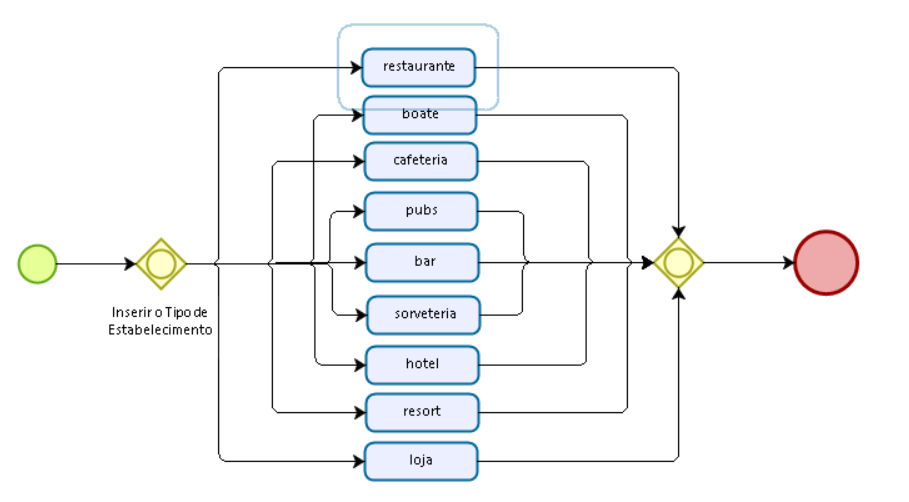 restaurante
boate
cafeteria
pubs
bar
sorveteria
hotel
resort
loja
Inserir o Tipo de
Estabelecimento